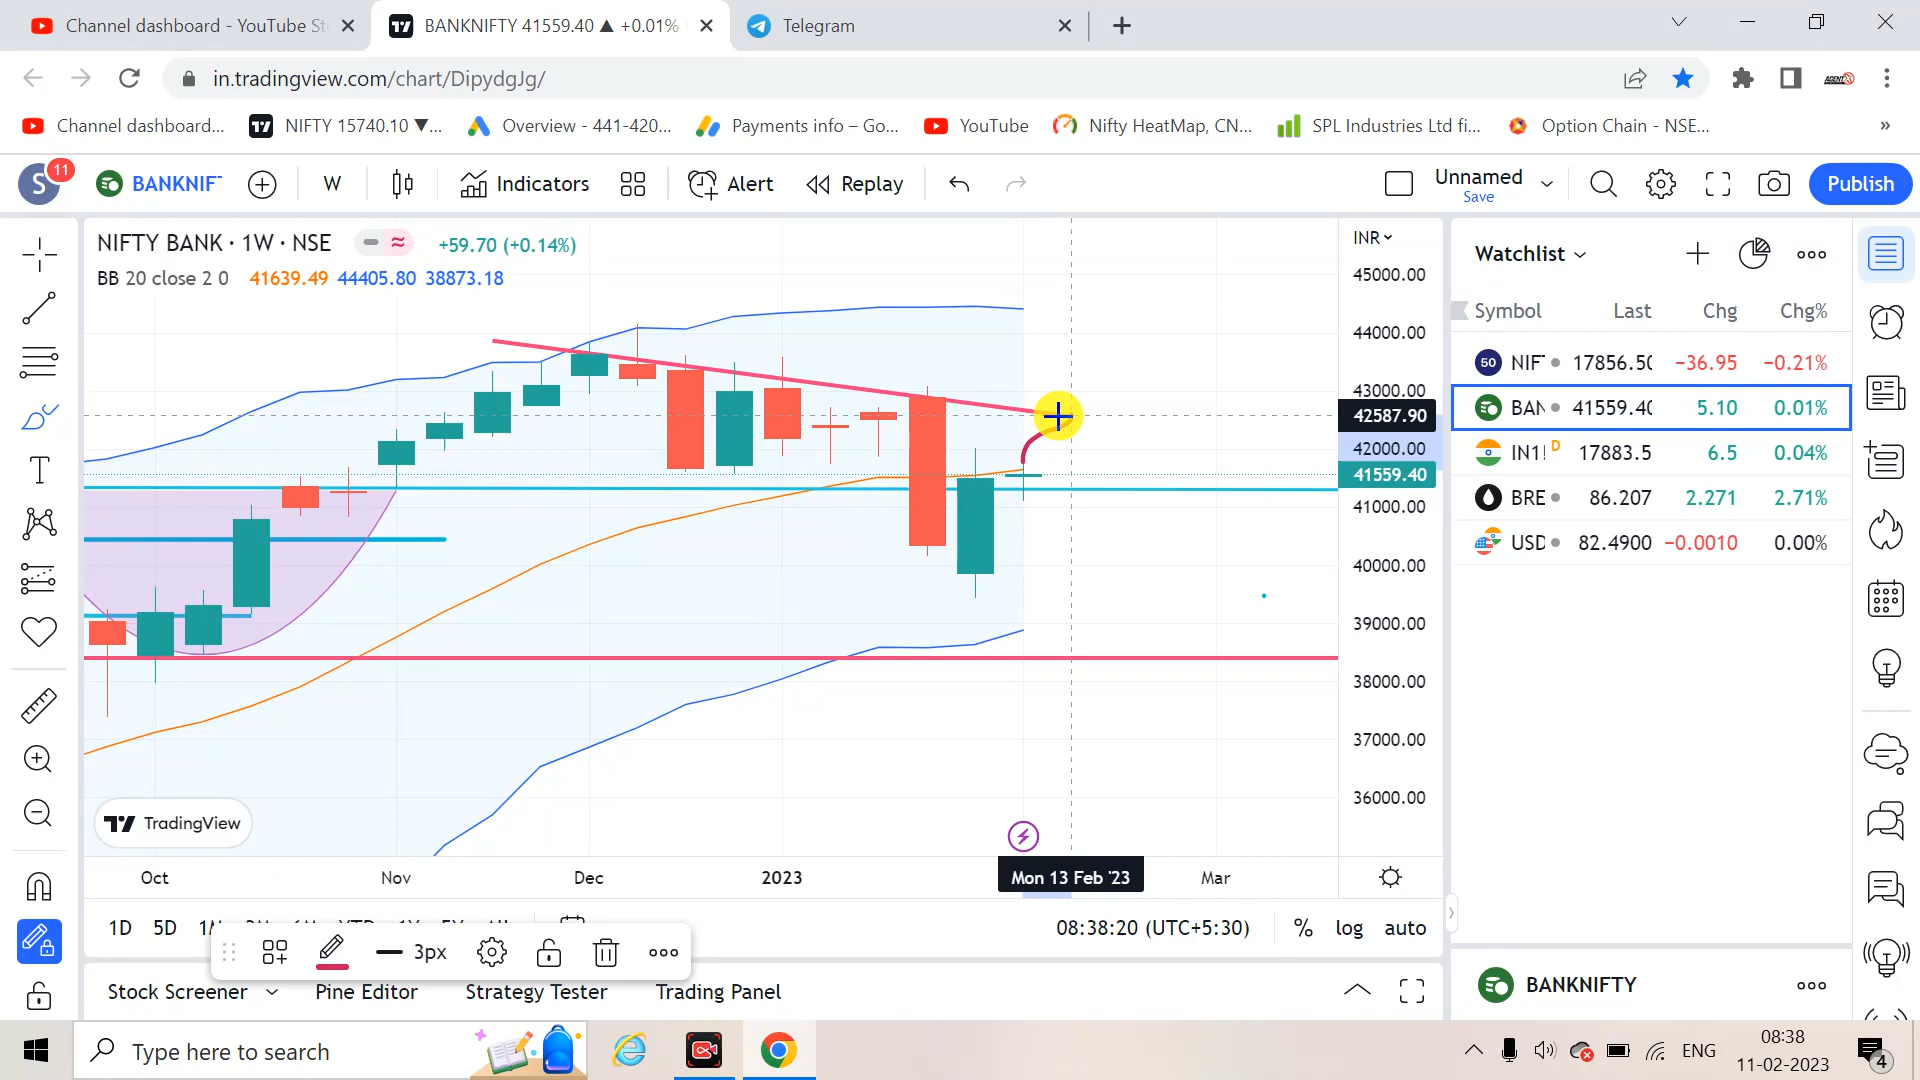 Channel dashboard - YouTube St
BANKNIFTY 41559.40 ▲ +0.01%
Telegram
in.tradingview.com/chart/DipydgJg/
Channel dashboard...
NIFTY 15740.10 ▼...
Overview - 441-420...
Payments info – Go...
YouTube
Nifty HeatMap, CN...
SPL Industries Ltd fi...
Option Chain - NSE...
»
S
11
BANKNIF
W
Indicators
Alert
Replay
Unnamed
Save
Publish
NIFTY BANK · 1W · NSE
+59.70 (+0.14%)
BB 20 close 2 0 41639.49 44405.80 38873.18
INR
45000.00
44000.00
43000.00
42587.90
42000.00
41559.40
41000.00
40000.00
39000.00
38000.00
37000.00
36000.00
TradingView
Oct
Nov
Dec
2023
Mon 13 Feb '23
Mar
1D
5D
08:38:20 (UTC+5:30)
%
log
auto
3px
Stock Screener
Pine Editor
Strategy Tester
Trading Panel
Watchlist
Symbol Last Chg Chg%
50 NIF 17856.50 −36.95 −0.21%
BAN 41559.40 5.10 0.01%
IN1! D 17883.5 6.5 0.04%
BRE 86.207 2.271 2.71%
USD 82.4900 −0.0010 0.00%
BANKNIFTY
Type here to search
ENG
08:38
11-02-2023
4